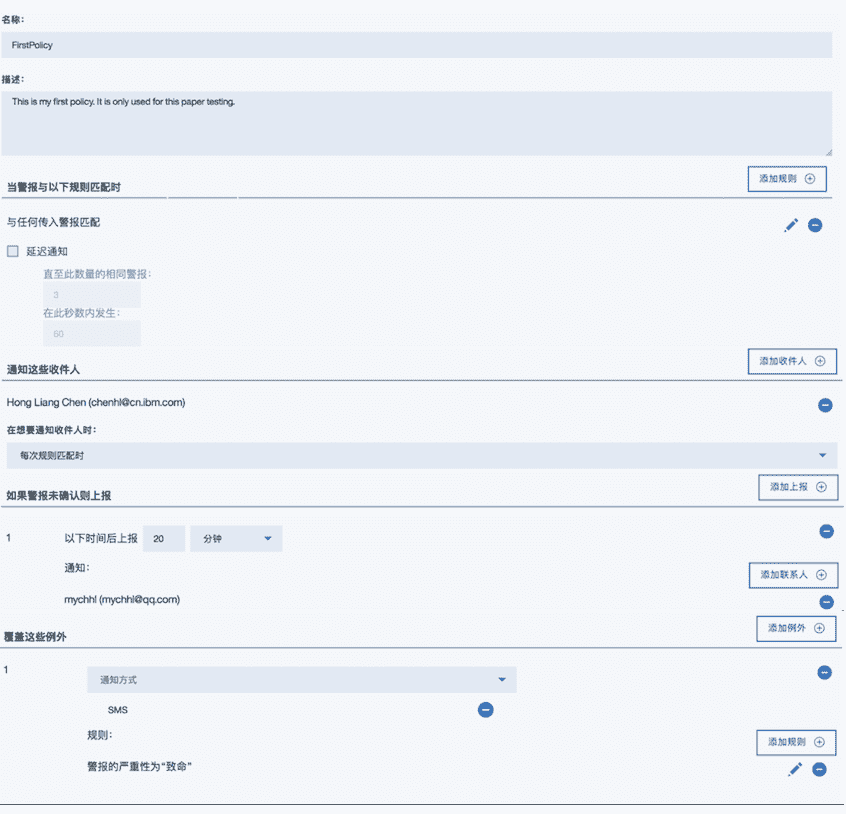 名称：
FirstPolicy
描述：
This is my first policy. It is only used for this paper testing.
当警报与以下规则匹配时
添加规则
与任何传入警报匹配
延迟通知
直至此数量的相同警报：
3
在此秒数内发生：
60
通知这些收件人
添加收件人
Hong Liang Chen (chenhl@cn.ibm.com)
在想要通知收件人时：
每次规则匹配时
如果警报未确认则上报
添加上报
1 以下时间后上报 20 分钟
通知：
添加联系人
mychhl (mychhl@qq.com)
覆盖这些例外
添加例外
1
通知方式
SMS
规则：
添加规则
警报的严重性为“致命”